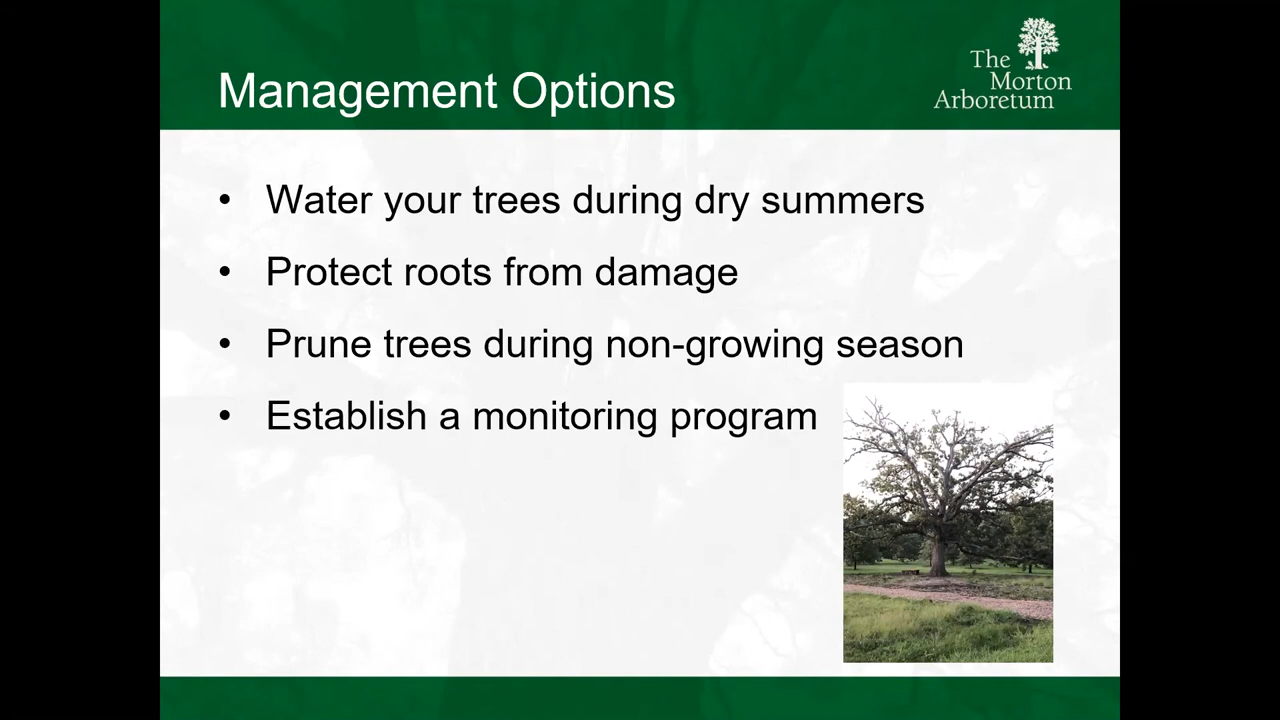 Management Options
The
Morton
Arboretum
• Water your trees during dry summers
• Protect roots from damage
• Prune trees during non-growing season
• Establish a monitoring program